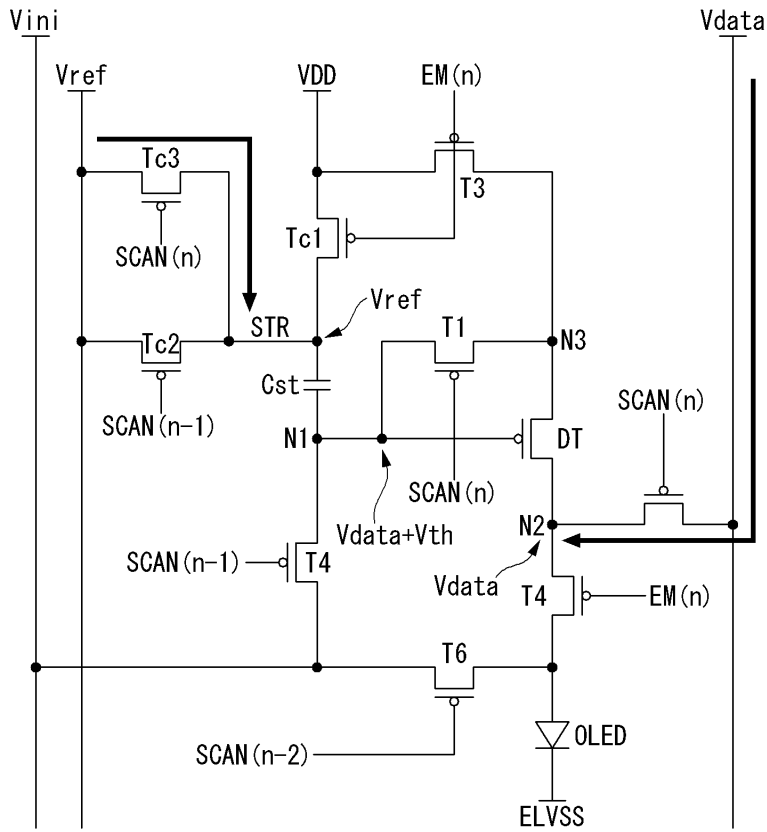 Vini
Vdata
Vref
VDD
EM(n)
Tc3
T3
SCAN(n)
Tc1
Vref
STR
T1
N3
Tc2
Cst
SCAN(n)
SCAN(n-1)
N1
DT
SCAN(n)
Vdata+Vth
N2
SCAN(n-1)
T4
Vdata
T4
EM(n)
T6
SCAN(n-2)
OLED
ELVSS